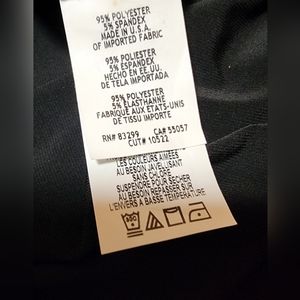 95% POLYESTER
5% SPANDEX
MADE IN U.S.A.
OF IMPORTED FABRIC
95% POLIESTER
5% ESPANDEX
HECHO EN EE.UU.
DE TELA IMPORTADA
95% POLYESTER
5% ELASTHANNE
FABRIQUÉ AUX ETATS-UNIS
DE TISSU IMPORTE
RN# 83299 CA# 55057
CUT# 10522
LES COULEURS AIMEES
AU BESOIN JAVELLISANT
SANS CHLORE
SUSPENDRE POUR SECHER
AU BESOIN REPASSER SUR
L'ENVERS A BASSE TEMPERATURE